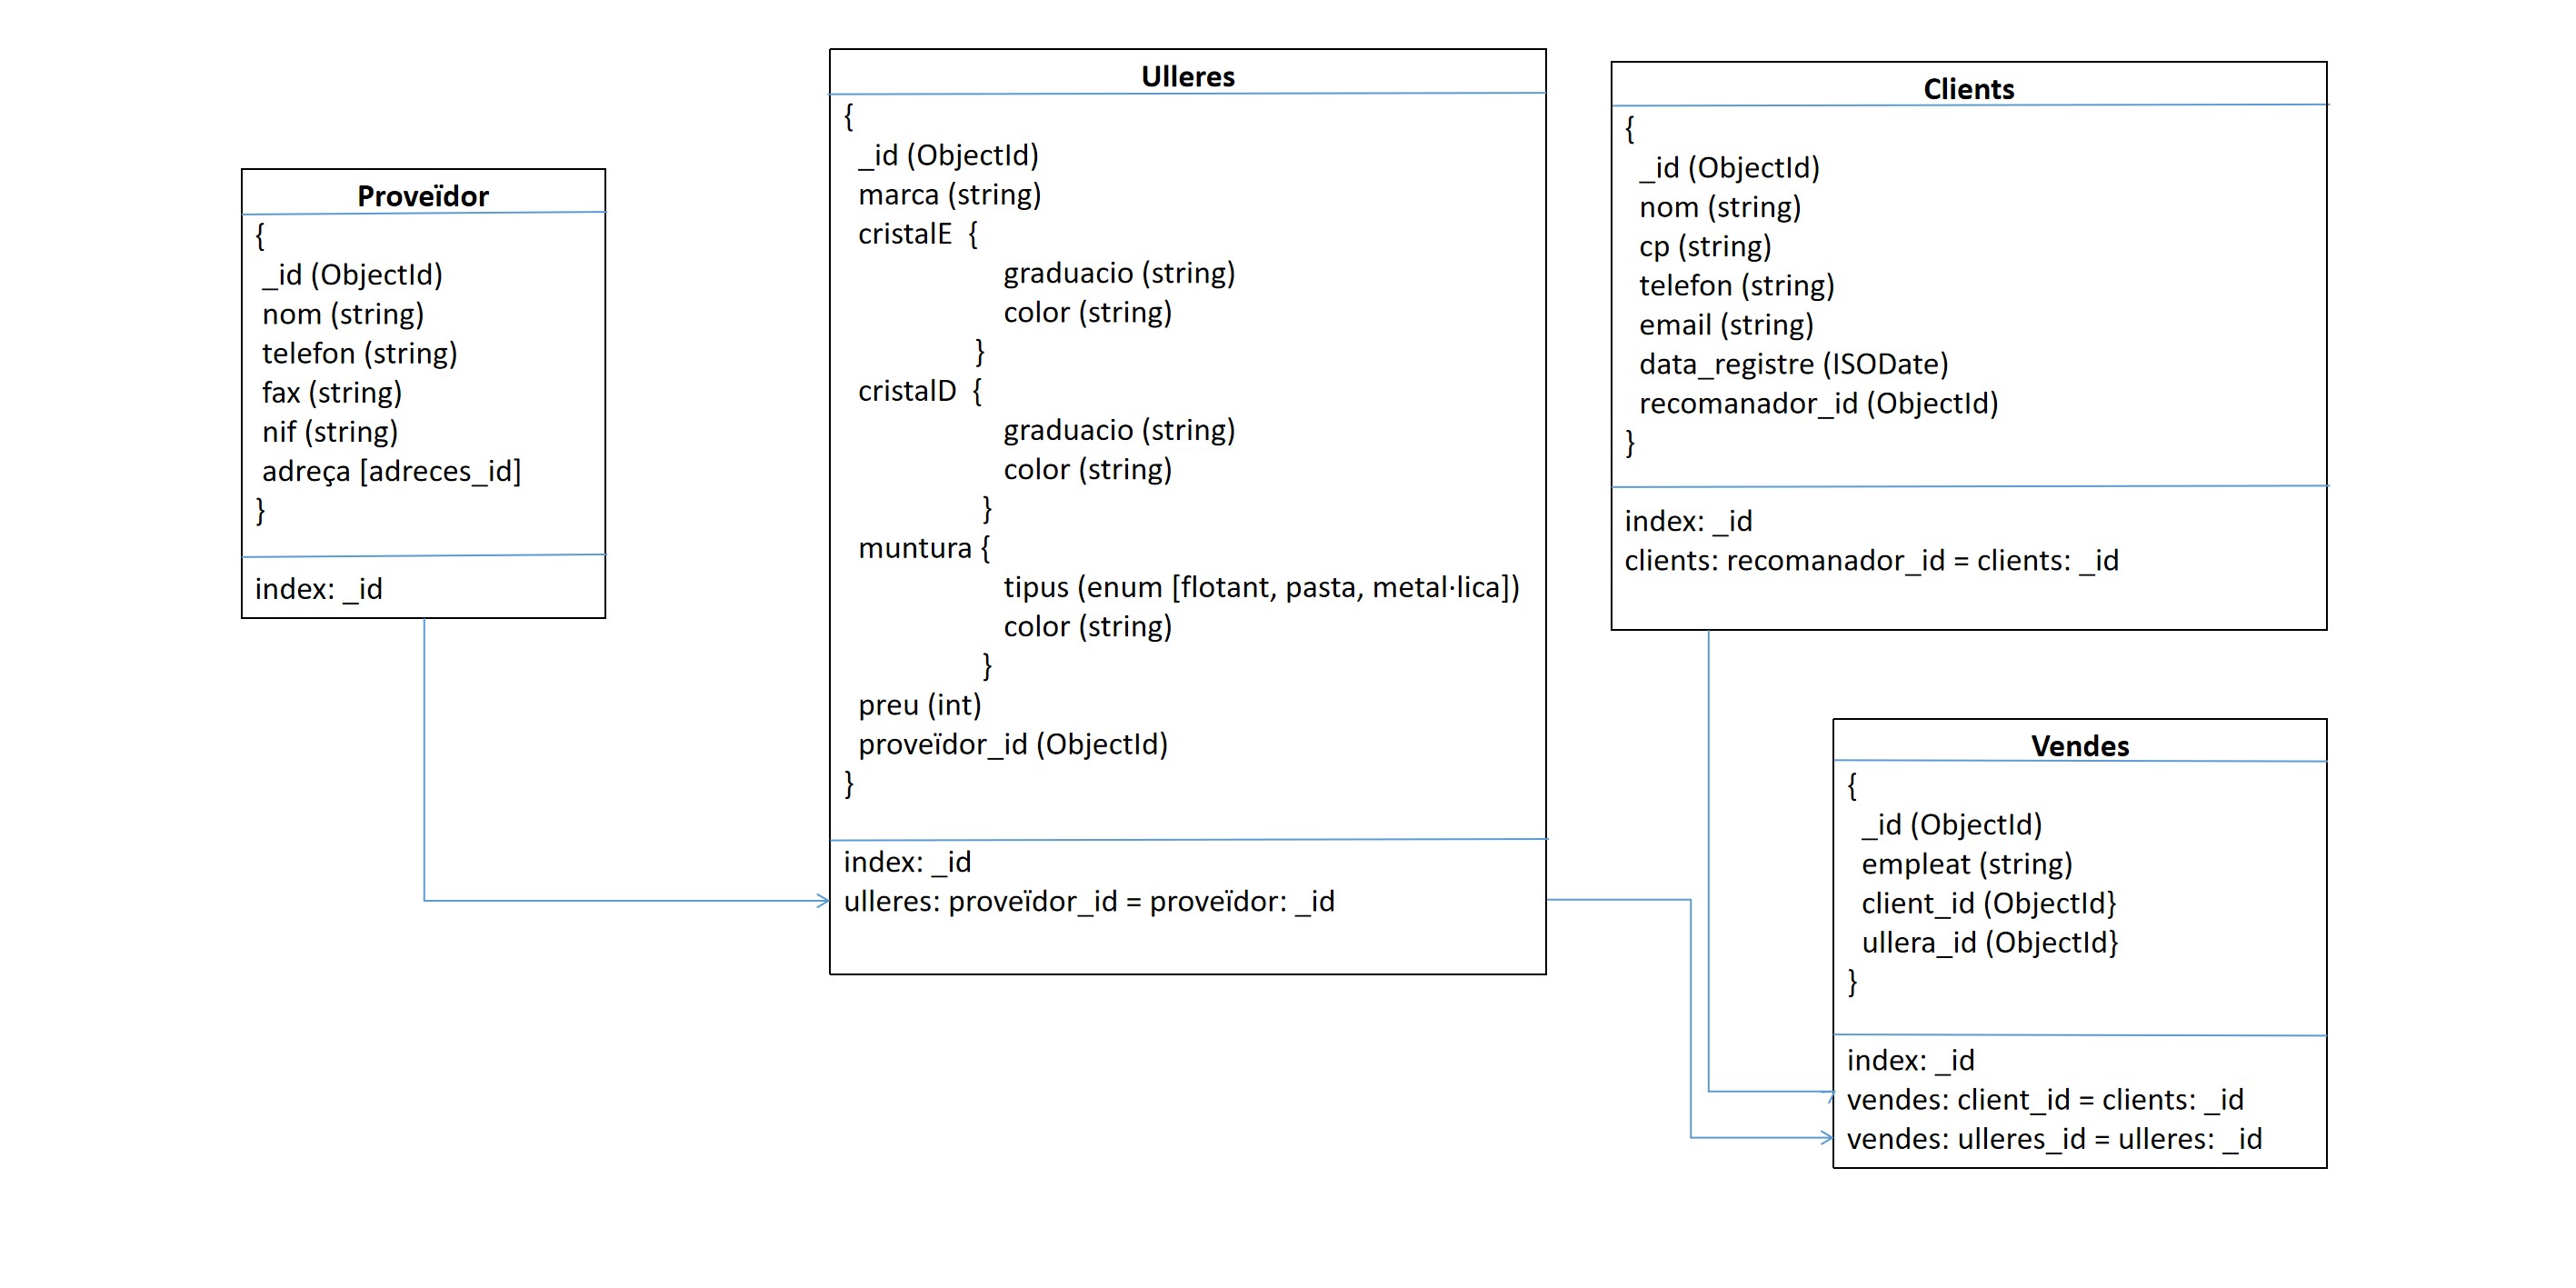 Proveïdor
{
_id (ObjectId)
nom (string)
telefon (string)
fax (string)
nif (string)
adreça [adreces_id]
}
index: _id
Ulleres
{
_id (ObjectId)
marca (string)
cristalE {
graduacio (string)
color (string)
}
cristalD {
graduacio (string)
color (string)
}
muntura {
tipus (enum [flotant, pasta, metal·lica])
color (string)
}
preu (int)
proveïdor_id (ObjectId)
}
index: _id
ulleres: proveïdor_id = proveïdor: _id
Clients
{
_id (ObjectId)
nom (string)
cp (string)
telefon (string)
email (string)
data_registre (ISODate)
recomanador_id (ObjectId)
}
index: _id
clients: recomanador_id = clients: _id
Vendes
{
_id (ObjectId)
empleat (string)
client_id (ObjectId}
ullera_id (ObjectId}
}
index: _id
vendes: client_id = clients: _id
vendes: ulleres_id = ulleres: _id